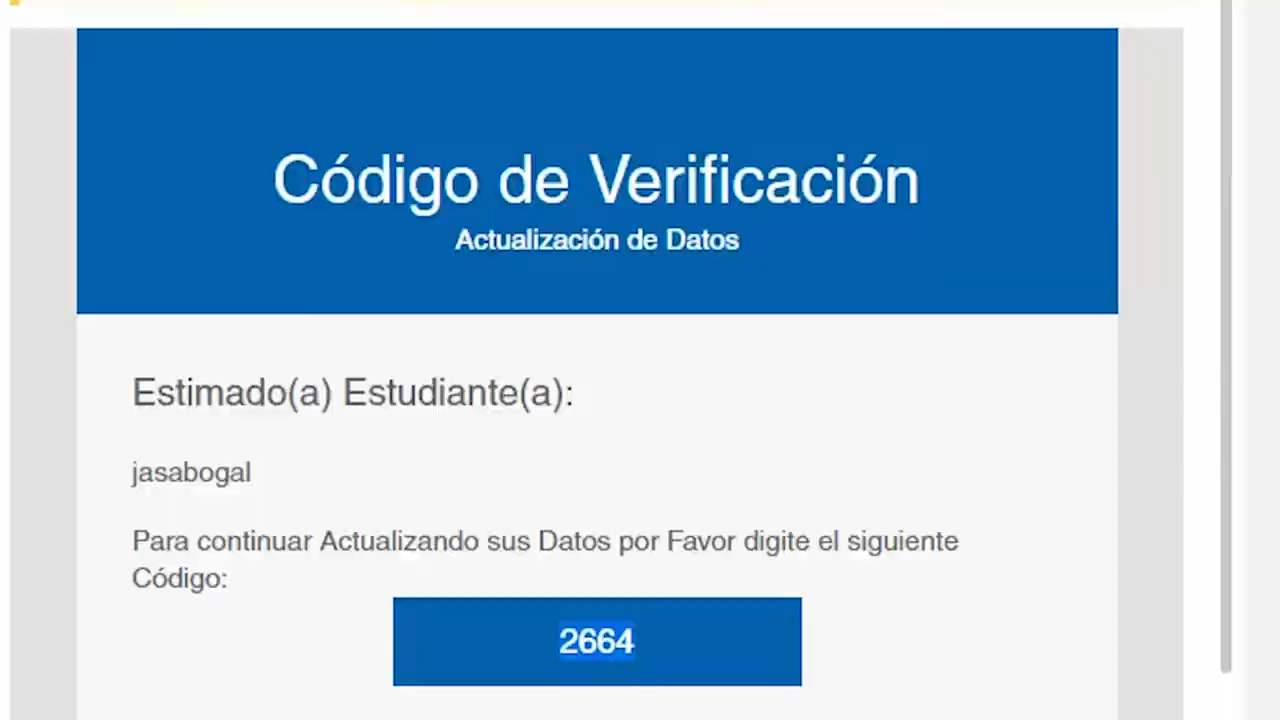 Código de Verificación
Actualización de Datos
Estimado(a) Estudiante(a):
jasabogal
Para continuar Actualizando sus Datos por Favor digite el siguiente
Código:
2664